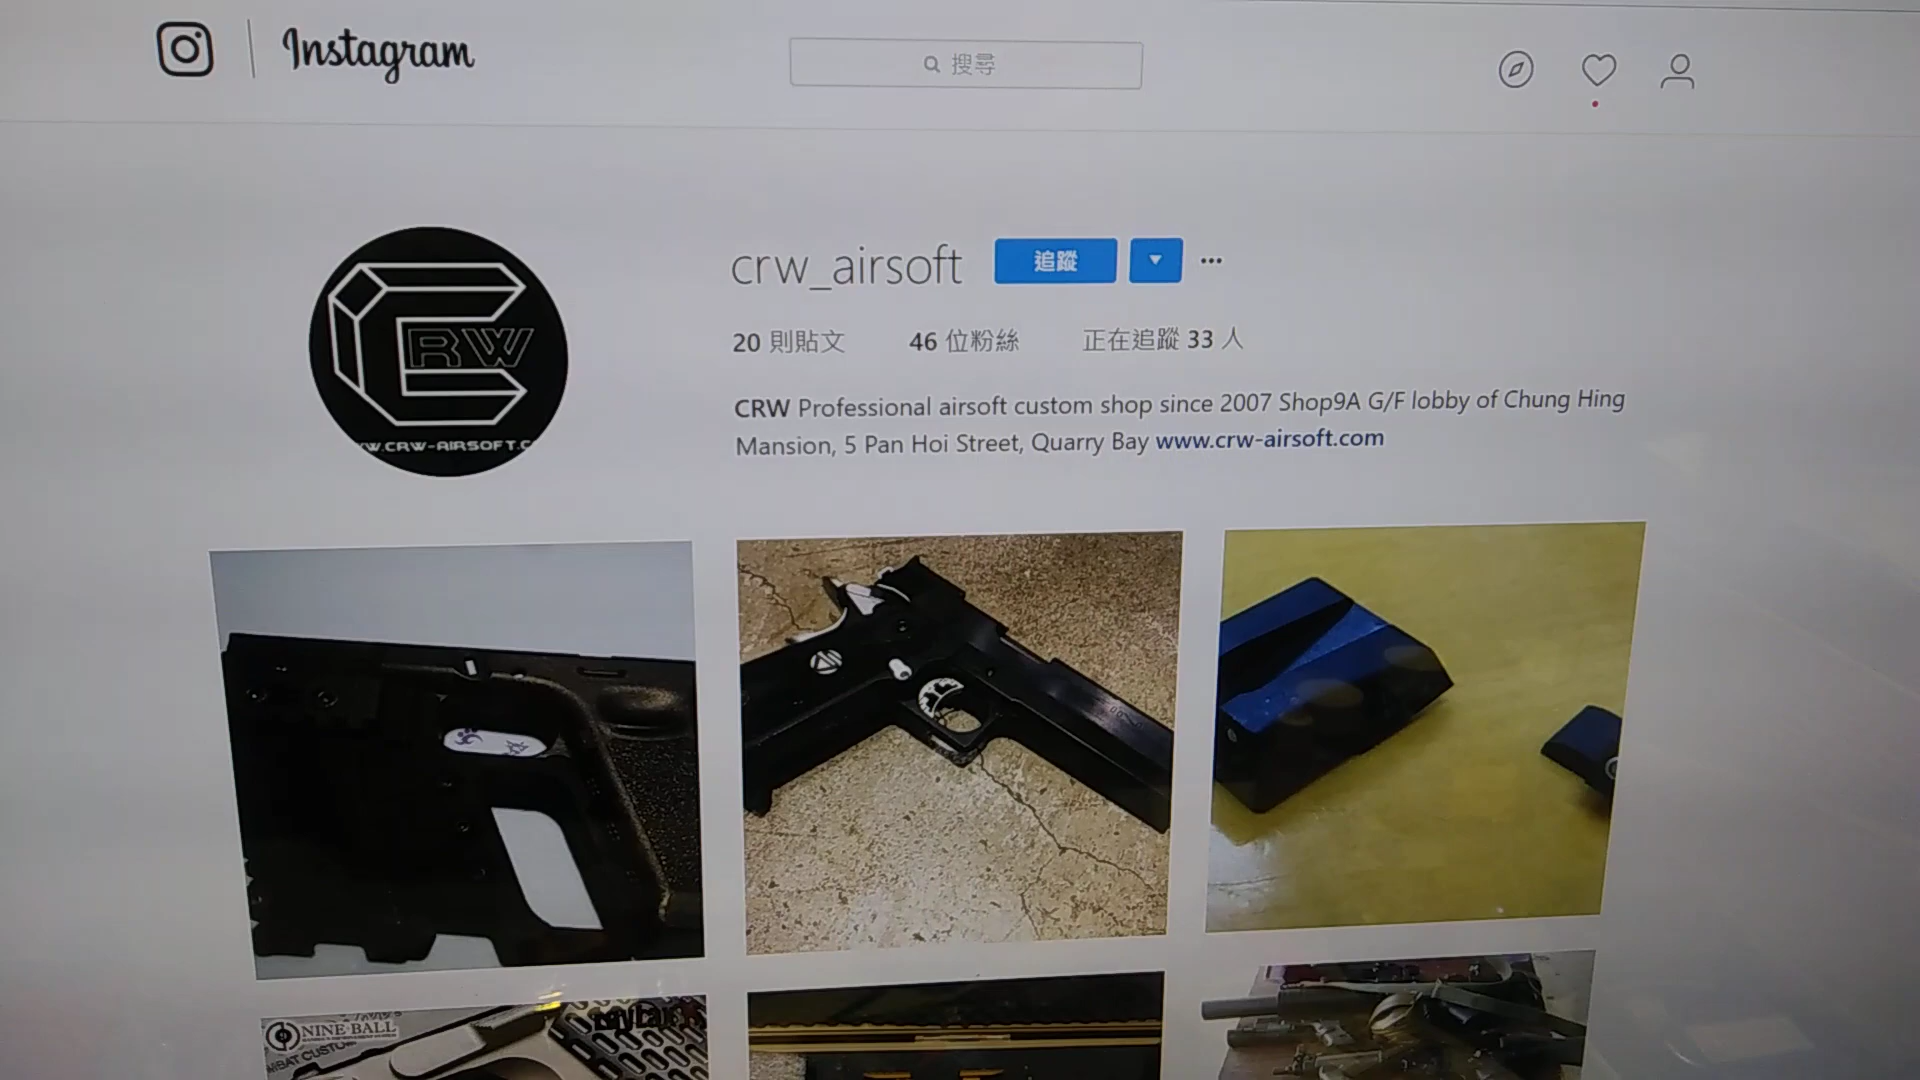 Instagram
搜尋
crw_airsoft 追蹤
20 則貼文 46 位粉絲 正在追蹤 33 人
CRW Professional airsoft custom shop since 2007 Shop9A G/F lobby of Chung Hing
Mansion, 5 Pan Hoi Street, Quarry Bay www.crw-airsoft.com
CRW
W.CRW-AIRSOFT.C
NINE BALL